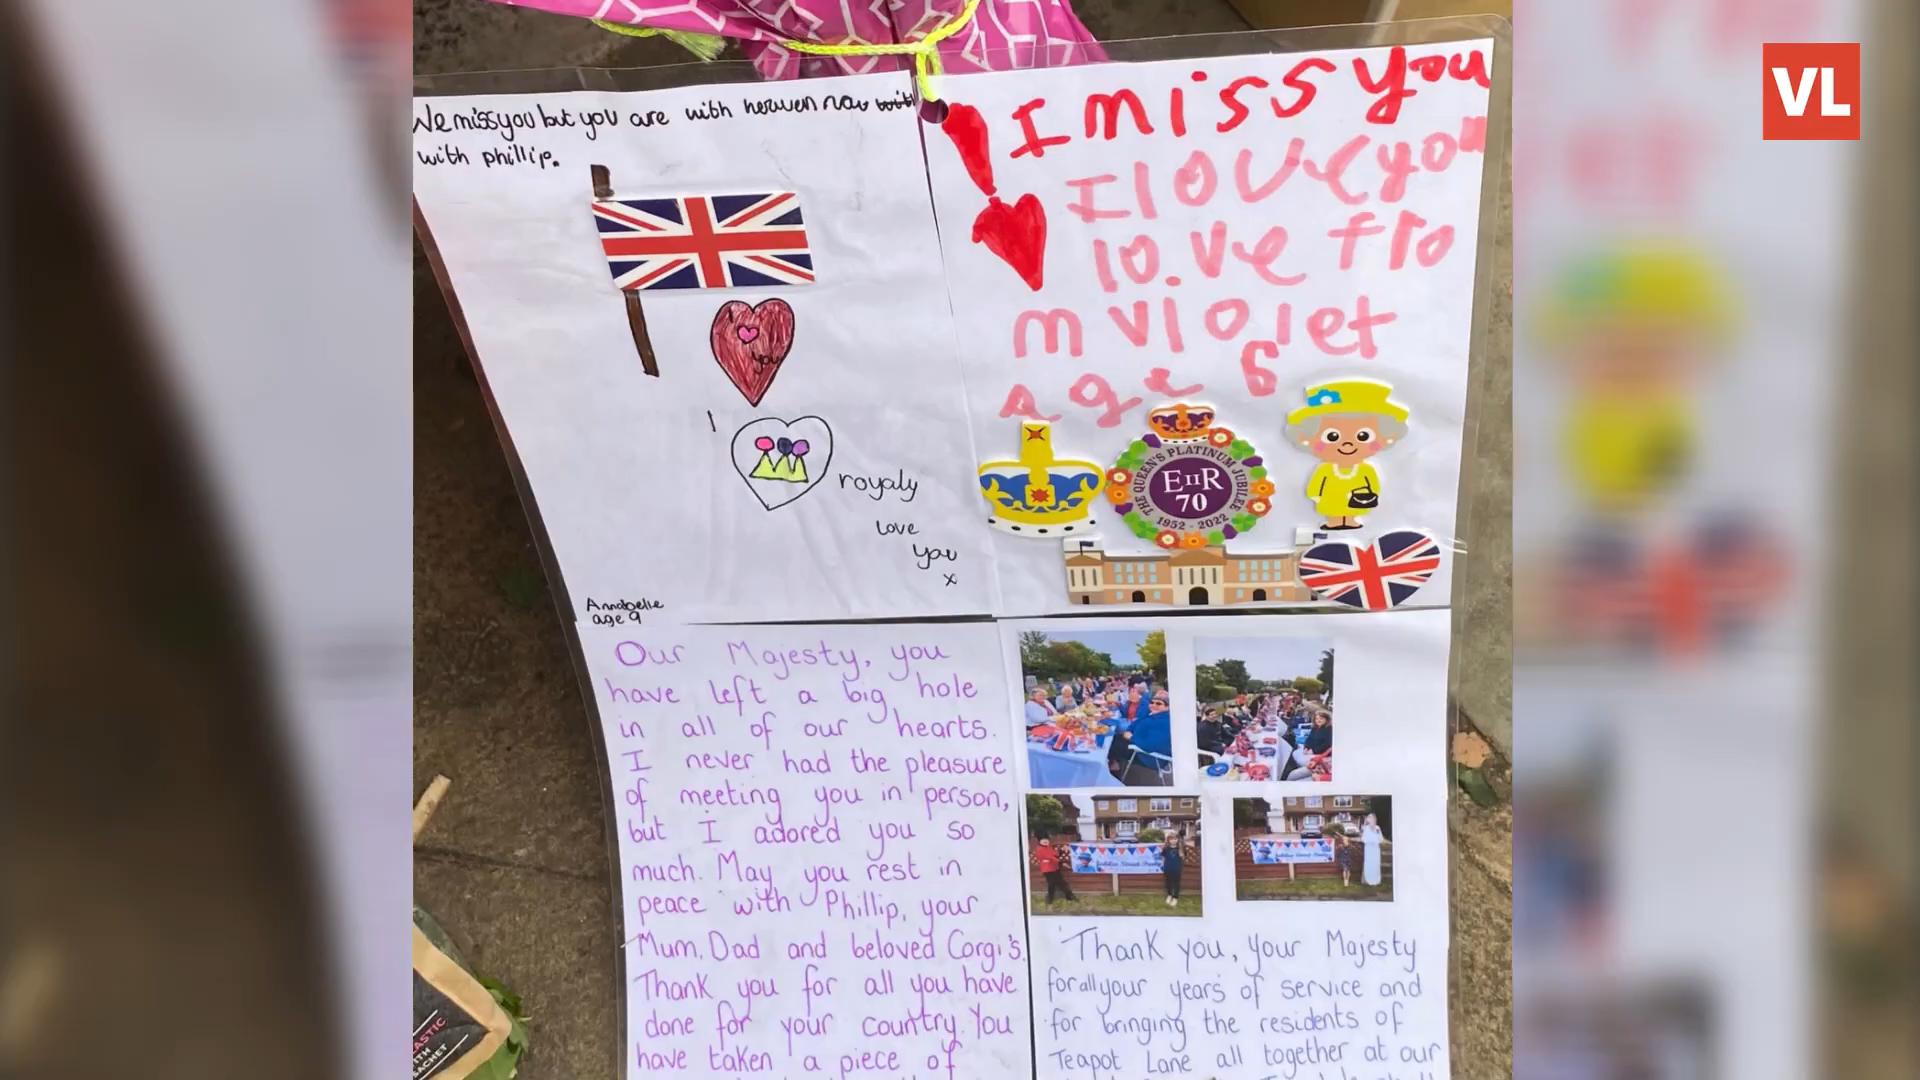 We miss you but you are with heaven now with
with phillip.
I
you
I
royaly
love
you
x
Annabelle
age 9
I miss you
I love you
love fro
m violet
age 6
THE QUEEN'S PLATINUM JUBILEE
EIIR
70
1952 - 2022
Our Majesty, you
have left a big hole
in all of our hearts.
I never had the pleasure
of meeting you in person,
but I adored you so
much. May you rest in
peace with Phillip, your
Mum, Dad and beloved Corgi's.
Thank you for all you have
done for your country. You
have taken a piece of
Thank you, your Majesty
for all your years of service and
for bringing the residents of
Teapot Lane all together at our
VL